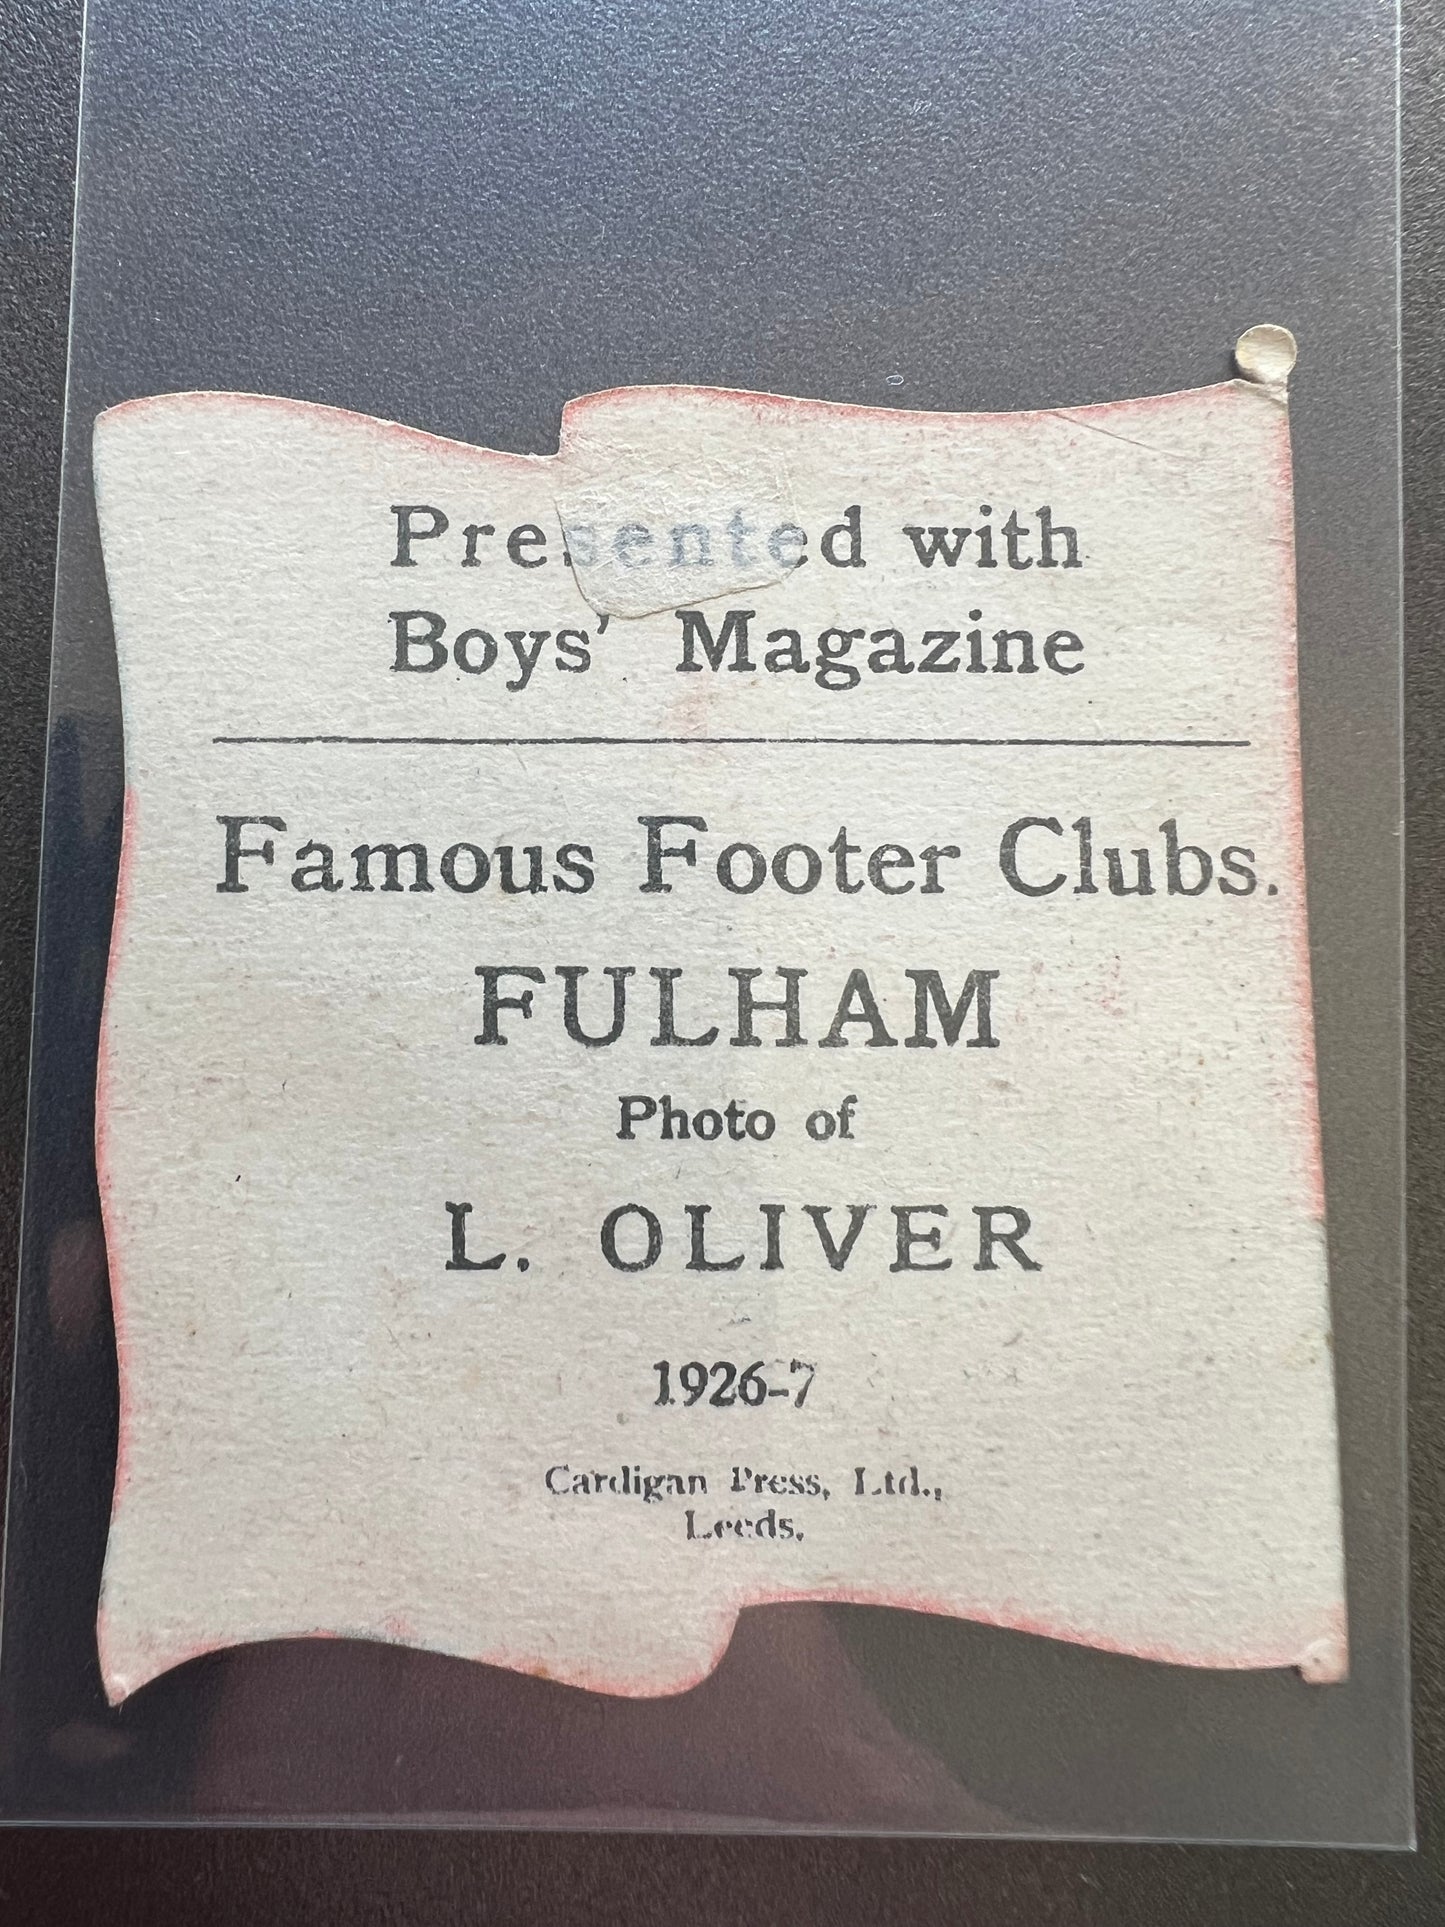 Presented with
Boys' Magazine
Famous Footer Clubs.
FULHAM
Photo of
L. OLIVER
1926-7
Cardigan Press, Ltd.,
Leeds.